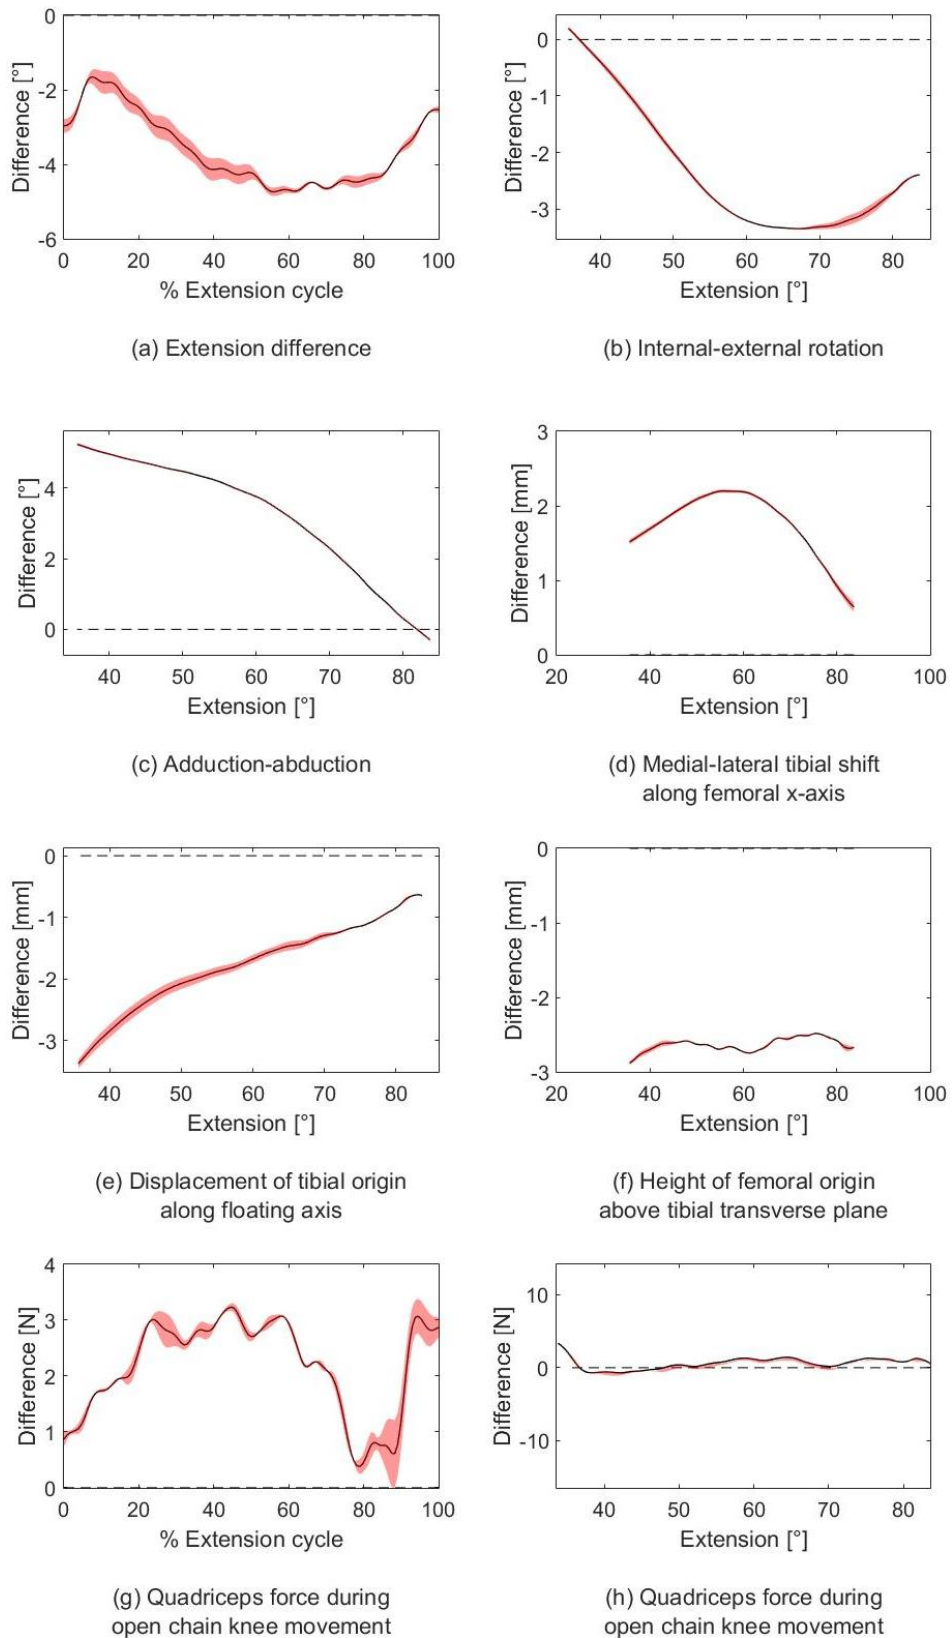 0
-2
-4
-6
Difference [°]
0 20 40 60 80 100
% Extension cycle
(a) Extension difference
0
-1
-2
-3
Difference [°]
40 50 60 70 80
Extension [°]
(b) Internal-external rotation
4
2
0
Difference [°]
40 50 60 70 80
Extension [°]
(c) Adduction-abduction
3
2
1
0
Difference [mm]
20 40 60 80 100
Extension [°]
(d) Medial-lateral tibial shift
along femoral x-axis
0
-1
-2
-3
Difference [mm]
40 50 60 70 80
Extension [°]
(e) Displacement of tibial origin
along floating axis
0
-1
-2
-3
Difference [mm]
20 40 60 80 100
Extension [°]
(f) Height of femoral origin
above tibial transverse plane
4
3
2
1
0
Difference [N]
0 20 40 60 80 100
% Extension cycle
(g) Quadriceps force during
open chain knee movement
10
0
-10
Difference [N]
40 50 60 70 80
Extension [°]
(h) Quadriceps force during
open chain knee movement